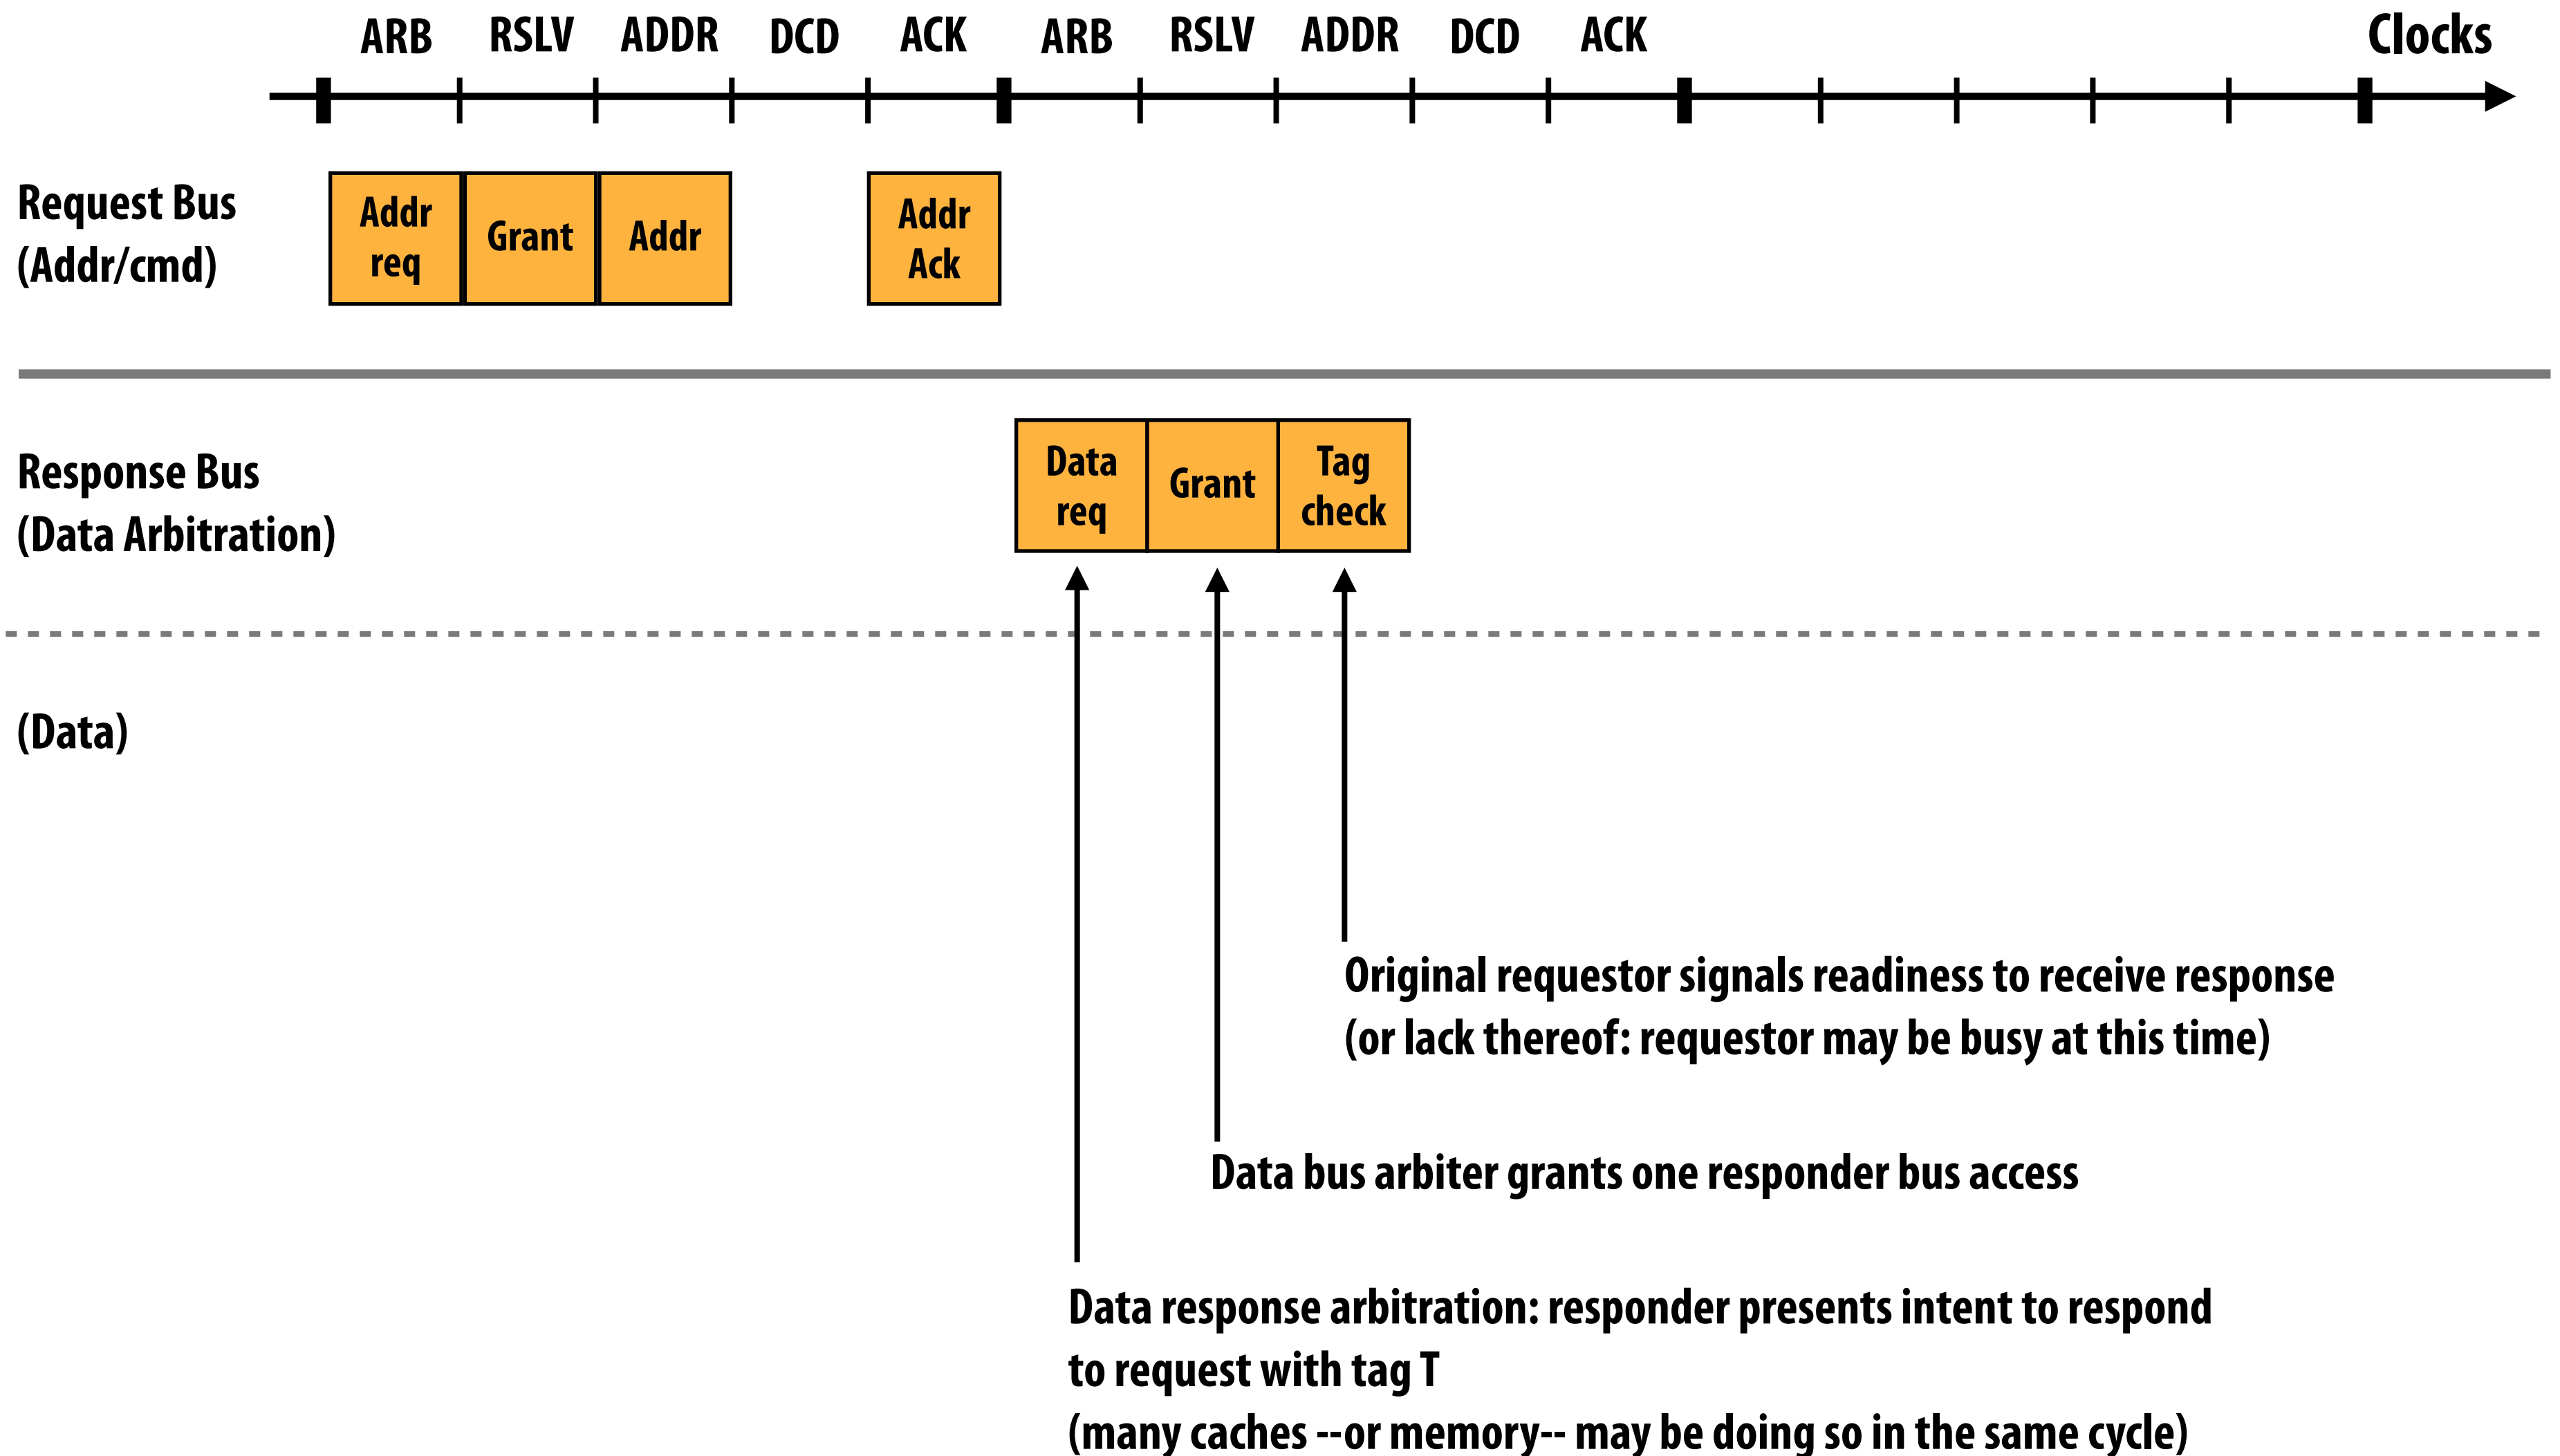 ARB RSLV ADDR DCD ACK ARB RSLV ADDR DCD ACK Clocks
Request Bus
(Addr/cmd)
Addr
req
Grant
Addr
Addr
Ack
Response Bus
(Data Arbitration)
Data
req
Grant
Tag
check
(Data)
Original requestor signals readiness to receive response
(or lack thereof: requestor may be busy at this time)
Data bus arbiter grants one responder bus access
Data response arbitration: responder presents intent to respond
to request with tag T
(many caches --or memory-- may be doing so in the same cycle)